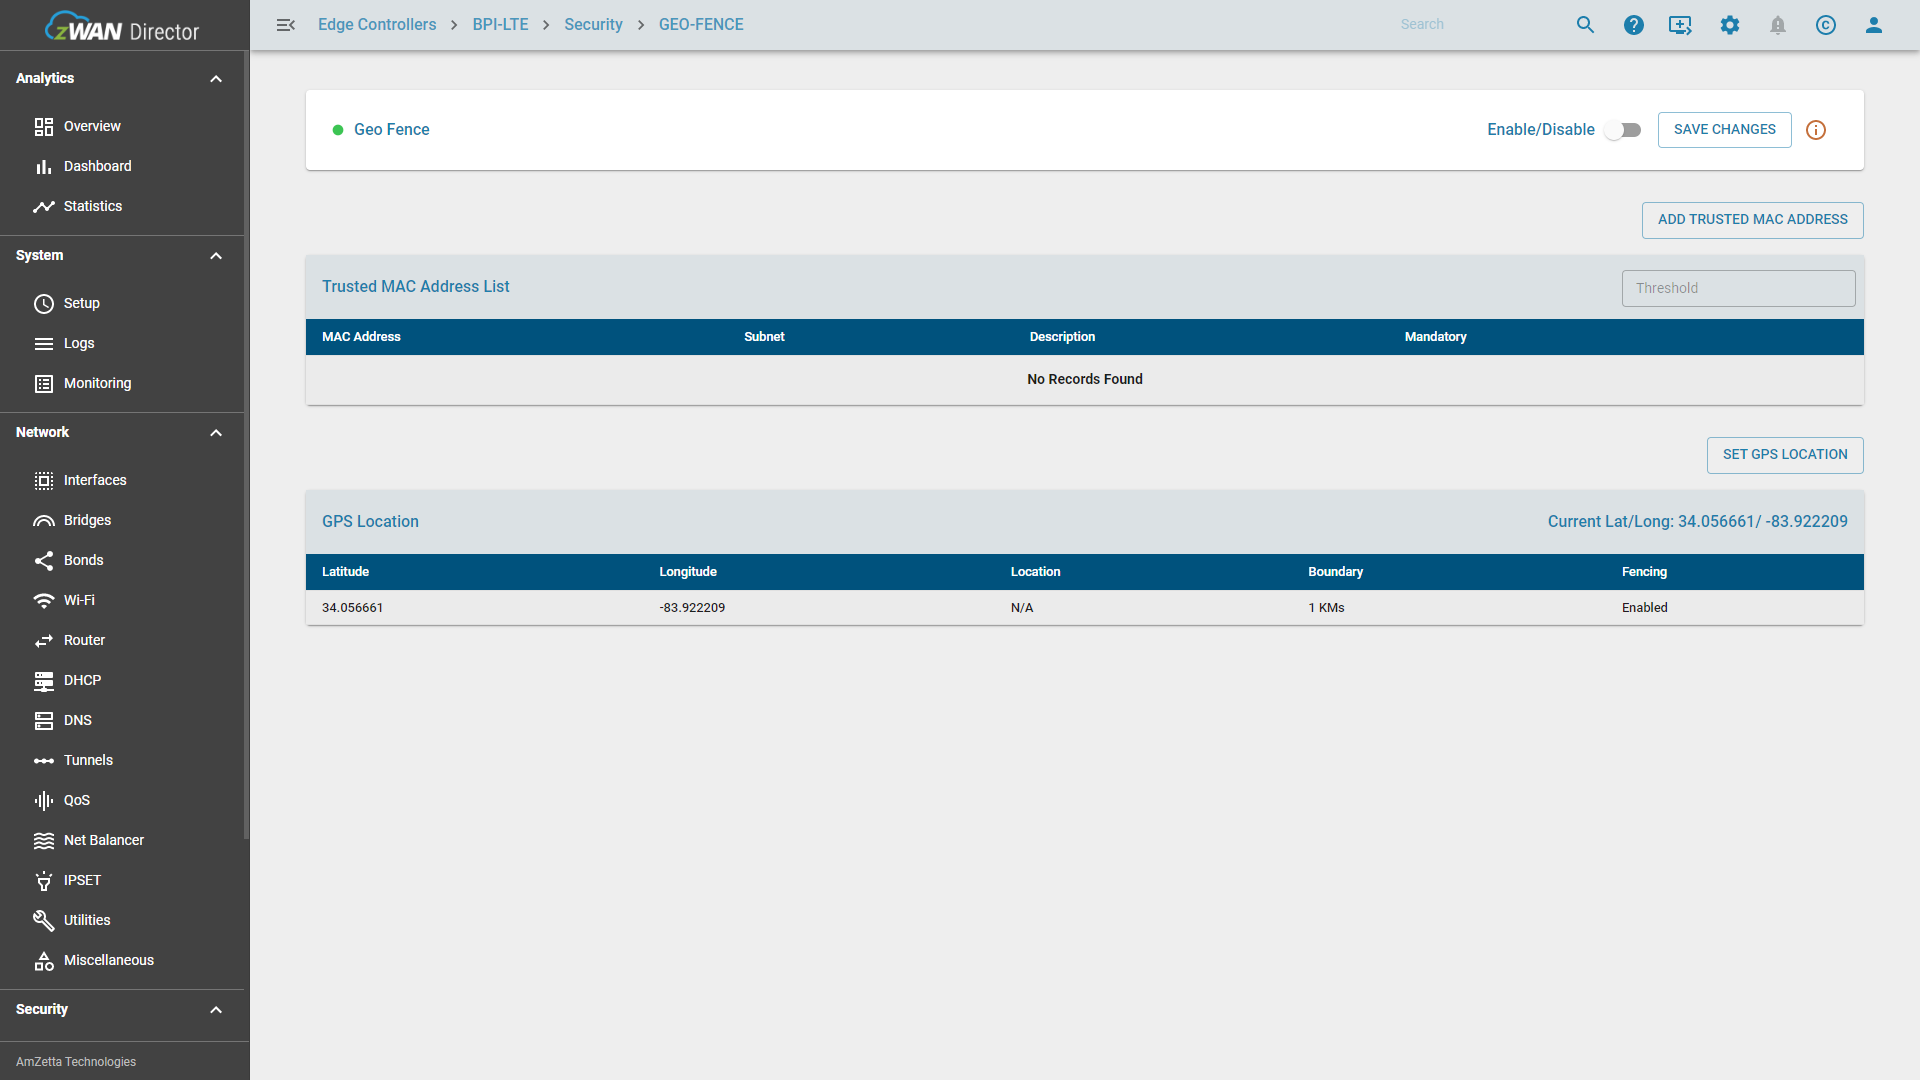 zWAN Director
Edge Controllers > BPI-LTE > Security > GEO-FENCE
Search
Analytics
Overview
Dashboard
Statistics
System
Setup
Logs
Monitoring
Network
Interfaces
Bridges
Bonds
Wi-Fi
Router
DHCP
DNS
Tunnels
QoS
Net Balancer
IPSET
Utilities
Miscellaneous
Security
AmZetta Technologies
Geo Fence
Enable/Disable
SAVE CHANGES
ADD TRUSTED MAC ADDRESS
Trusted MAC Address List
Threshold
MAC Address Subnet Description Mandatory
No Records Found
SET GPS LOCATION
GPS Location
Current Lat/Long: 34.056661/ -83.922209
Latitude Longitude Location Boundary Fencing
34.056661 -83.922209 N/A 1 KMs Enabled